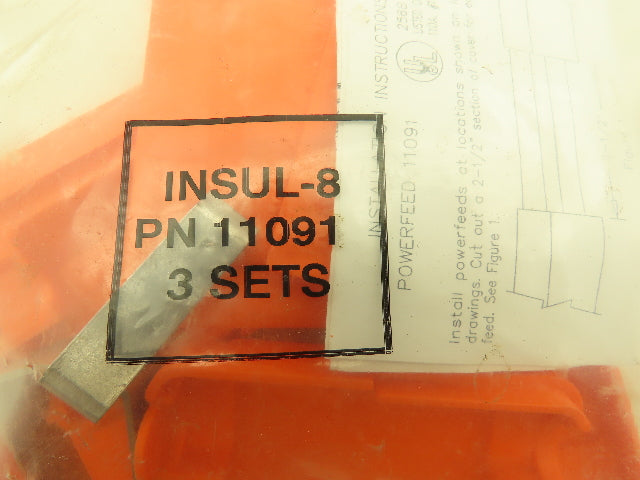 INSUL-8
PN 11091
3 SETS
INSTRUCTIONS
POWERFEED 11091
Install powerfeeds at locations shown on
drawings. Cut out a 2-1/2" section of cover for
feed. See Figure 1.